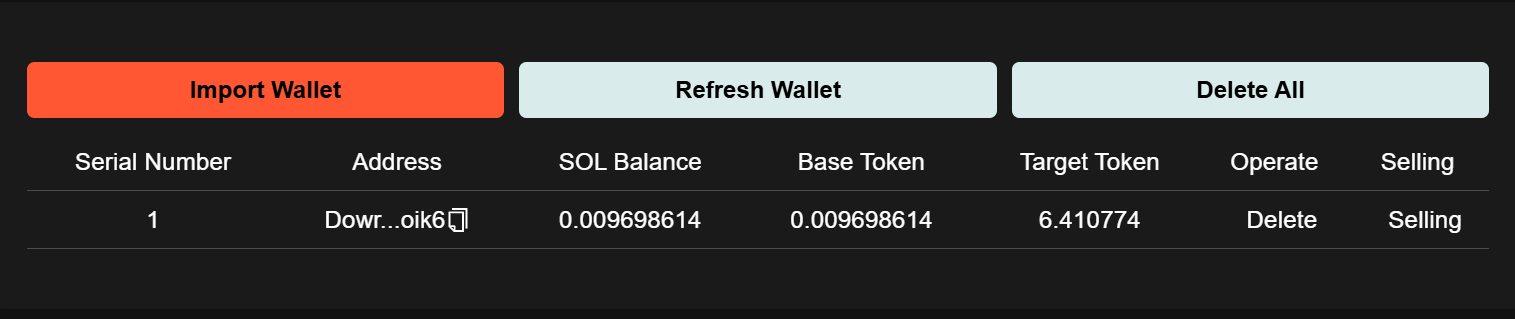 Import Wallet Refresh Wallet Delete All
Serial Number Address SOL Balance Base Token Target Token Operate Selling
1 Dowr...oik6 0.009698614 0.009698614 6.410774 Delete Selling